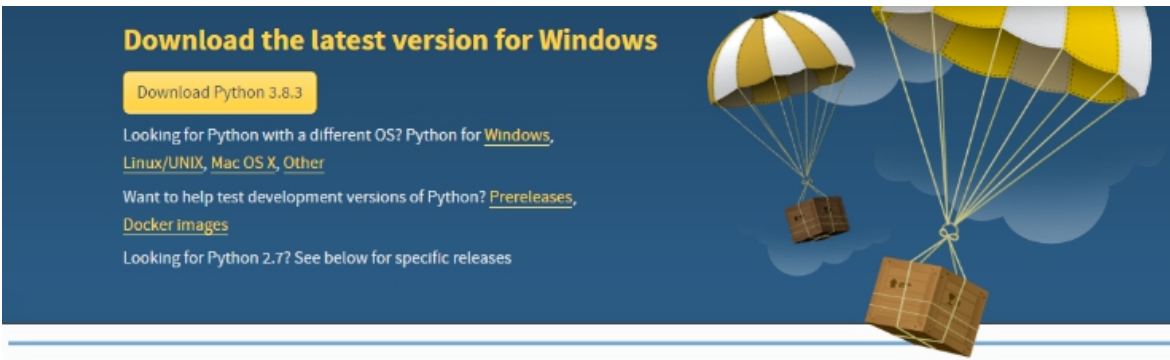 Download the latest version for Windows
Download Python 3.8.3
Looking for Python with a different OS? Python for Windows,
Linux/UNIX, Mac OS X, Other
Want to help test development versions of Python? Prereleases,
Docker images
Looking for Python 2.7? See below for specific releases